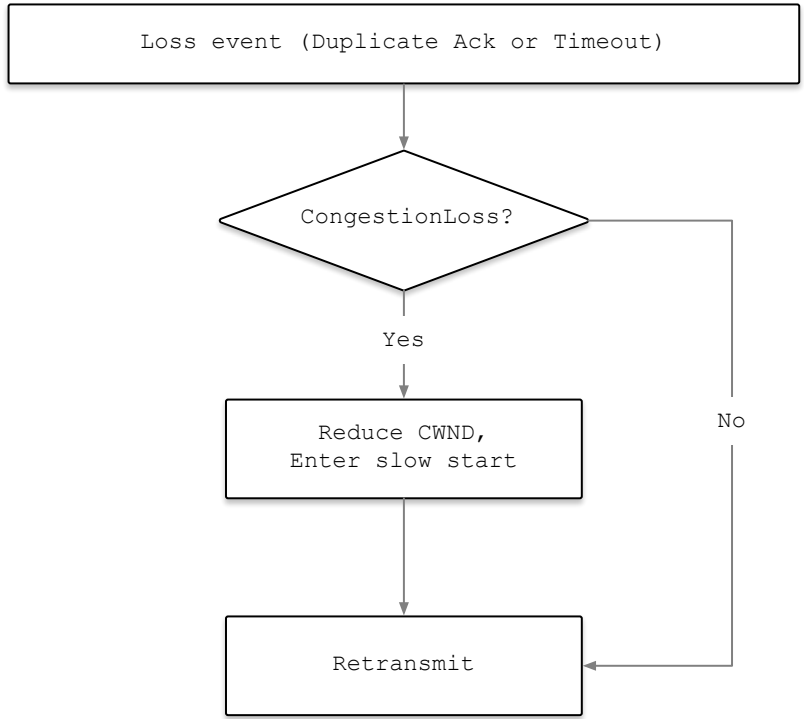 Loss event (Duplicate Ack or Timeout)
CongestionLoss?
Yes
No
Reduce CWND,
Enter slow start
Retransmit